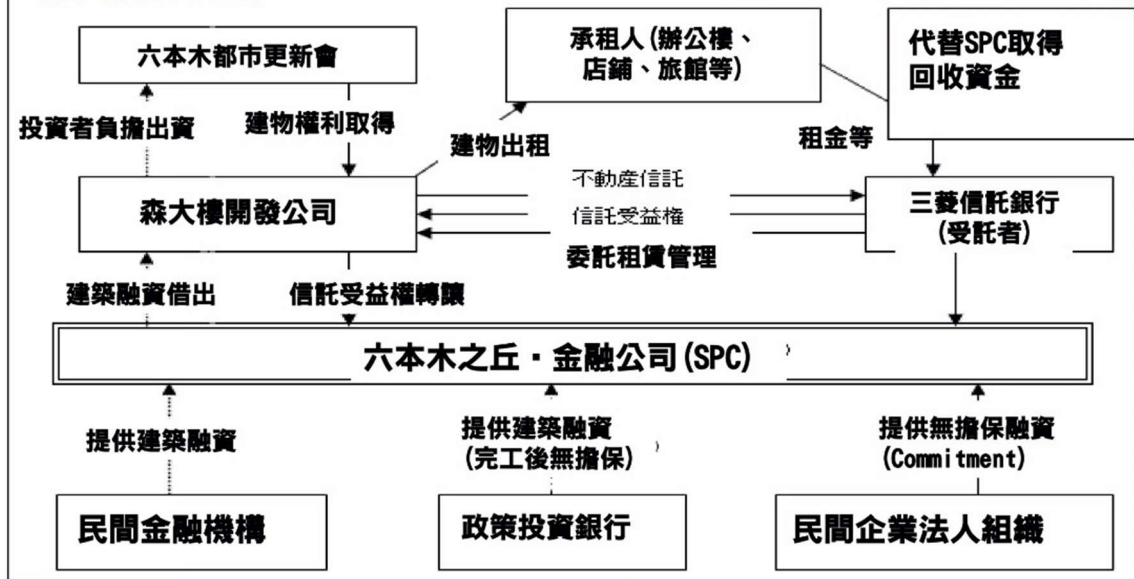 六本木都市更新會
承租人(辦公樓、
店鋪、旅館等)
代替SPC取得
回收資金
投資者負擔出資
建物權利取得
建物出租
租金等
不動産信託
森大樓開發公司
信託受益権
三菱信託銀行
(受託者)
委託租賃管理
建築融資借出
信託受益權轉讓
六本木之丘·金融公司(SPC)
提供建築融資
提供建築融資
(完工後無擔保)
提供無擔保融資
(Commitment)
民間金融機構
政策投資銀行
民間企業法人組織